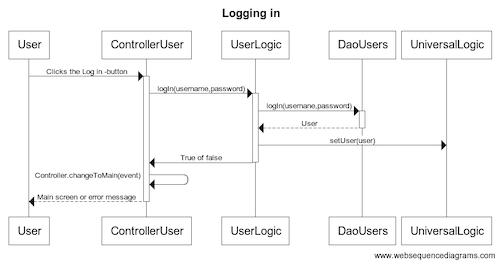 Logging in
User ControllerUser UserLogic DaoUsers UniversalLogic
Clicks the Log in -button
logIn(username,password)
logIn(usemane,password)
User
setUser(user)
True of false
Controller.changeToMain(event)
Main screen or error message
User ControllerUser UserLogic DaoUsers UniversalLogic
www.websequencediagrams.com